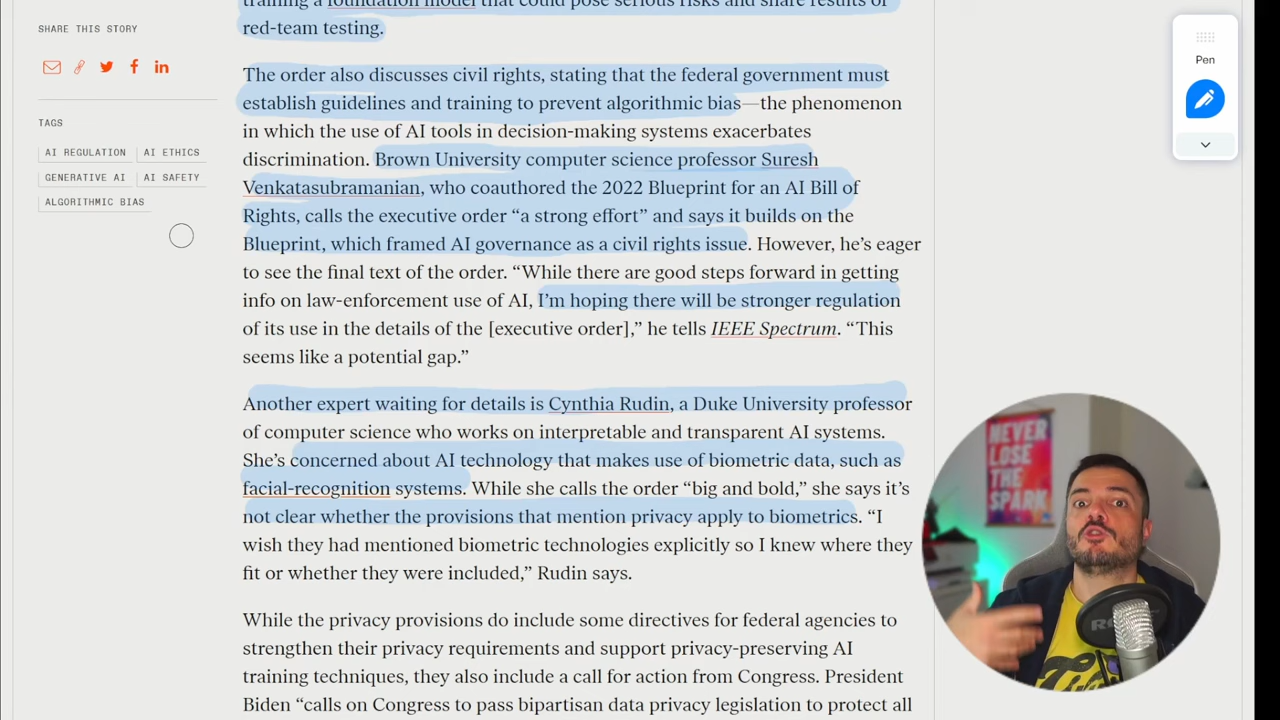 training a foundation model that could pose serious risks and share results of
red-team testing.
SHARE THIS STORY
TAGS
AI REGULATION AI ETHICS
GENERATIVE AI AI SAFETY
ALGORITHMIC BIAS
The order also discusses civil rights, stating that the federal government must
establish guidelines and training to prevent algorithmic bias—the phenomenon
in which the use of AI tools in decision-making systems exacerbates
discrimination. Brown University computer science professor Suresh
Venkatasubramanian, who coauthored the 2022 Blueprint for an AI Bill of
Rights, calls the executive order “a strong effort” and says it builds on the
Blueprint, which framed AI governance as a civil rights issue. However, he’s eager
to see the final text of the order. “While there are good steps forward in getting
info on law-enforcement use of AI, I’m hoping there will be stronger regulation
of its use in the details of the [executive order],” he tells IEEE Spectrum. “This
seems like a potential gap.”
Another expert waiting for details is Cynthia Rudin, a Duke University professor
of computer science who works on interpretable and transparent AI systems.
She’s concerned about AI technology that makes use of biometric data, such as
facial-recognition systems. While she calls the order “big and bold,” she says it’s
not clear whether the provisions that mention privacy apply to biometrics. “I
wish they had mentioned biometric technologies explicitly so I knew where they
fit or whether they were included,” Rudin says.
While the privacy provisions do include some directives for federal agencies to
strengthen their privacy requirements and support privacy-preserving AI
training techniques, they also include a call for action from Congress. President
Biden “calls on Congress to pass bipartisan data privacy legislation to protect all
Pen
NEVER
LOSE
THE
SPARK